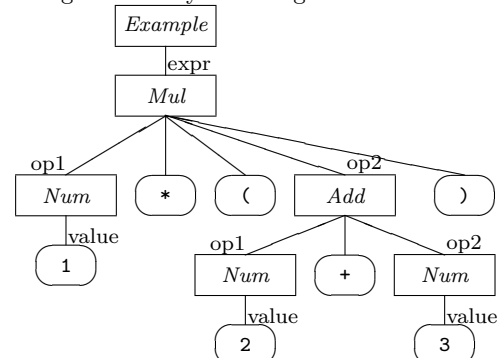 Example
expr
Mul
op1 op2
Num * ( Add )
value op1 op2
1 Num + Num
value value
2 3